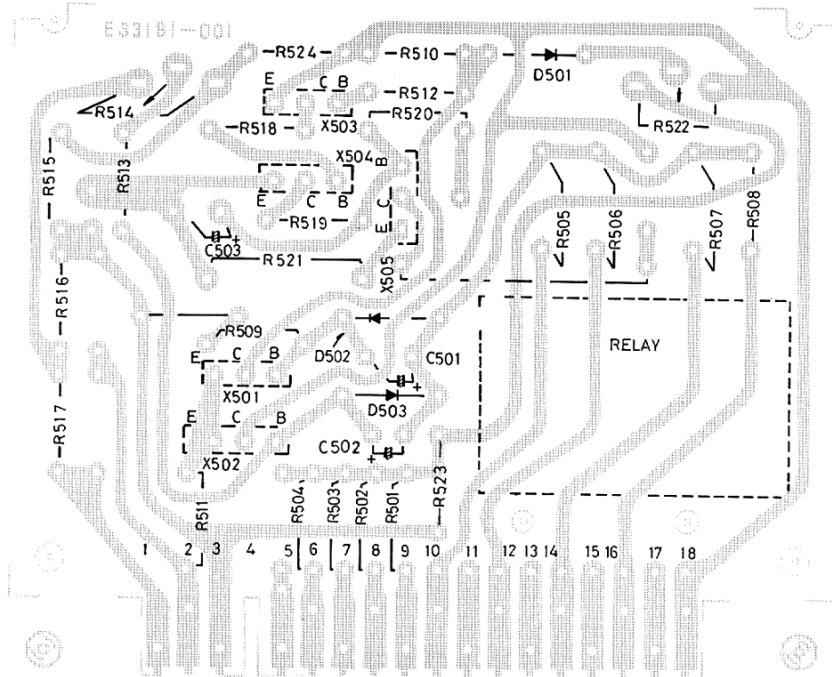 E33181-001
R524 R510
D501
E C B
R512
R514 R520
X503 R522
R518
X504 B
R515 R513
E C B
R519 C E
R505 R506 R507 R508
C503 +
R521 X505
R516
R509
D502
RELAY
E C B
C501
X501 +
D503
R517
E C B
X502 C502 +
R511 R504 R503 R502 R501 R523
1 2 3 4 5 6 7 8 9 10 11 12 13 14 15 16 17 18